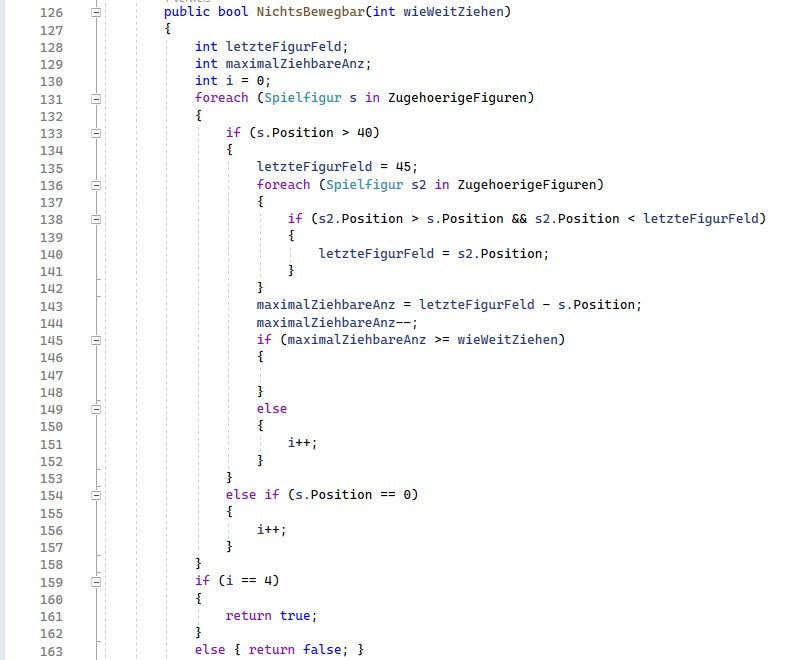 126 public bool NichtsBewegbar(int wieWeitZiehen)
127 {
128 int letzteFigurFeld;
129 int maximalZiehbareAnz;
130 int i = 0;
131 foreach (Spielfigur s in ZugehoerigeFiguren)
132 {
133 if (s.Position > 40)
134 {
135 letzteFigurFeld = 45;
136 foreach (Spielfigur s2 in ZugehoerigeFiguren)
137 {
138 if (s2.Position > s.Position && s2.Position < letzteFigurFeld)
139 {
140 letzteFigurFeld = s2.Position;
141 }
142 }
143 maximalZiehbareAnz = letzteFigurFeld - s.Position;
144 maximalZiehbareAnz--;
145 if (maximalZiehbareAnz >= wieWeitZiehen)
146 {
147
148 }
149 else
150 {
151 i++;
152 }
153 }
154 else if (s.Position == 0)
155 {
156 i++;
157 }
158 }
159 if (i == 4)
160 {
161 return true;
162 }
163 else { return false; }